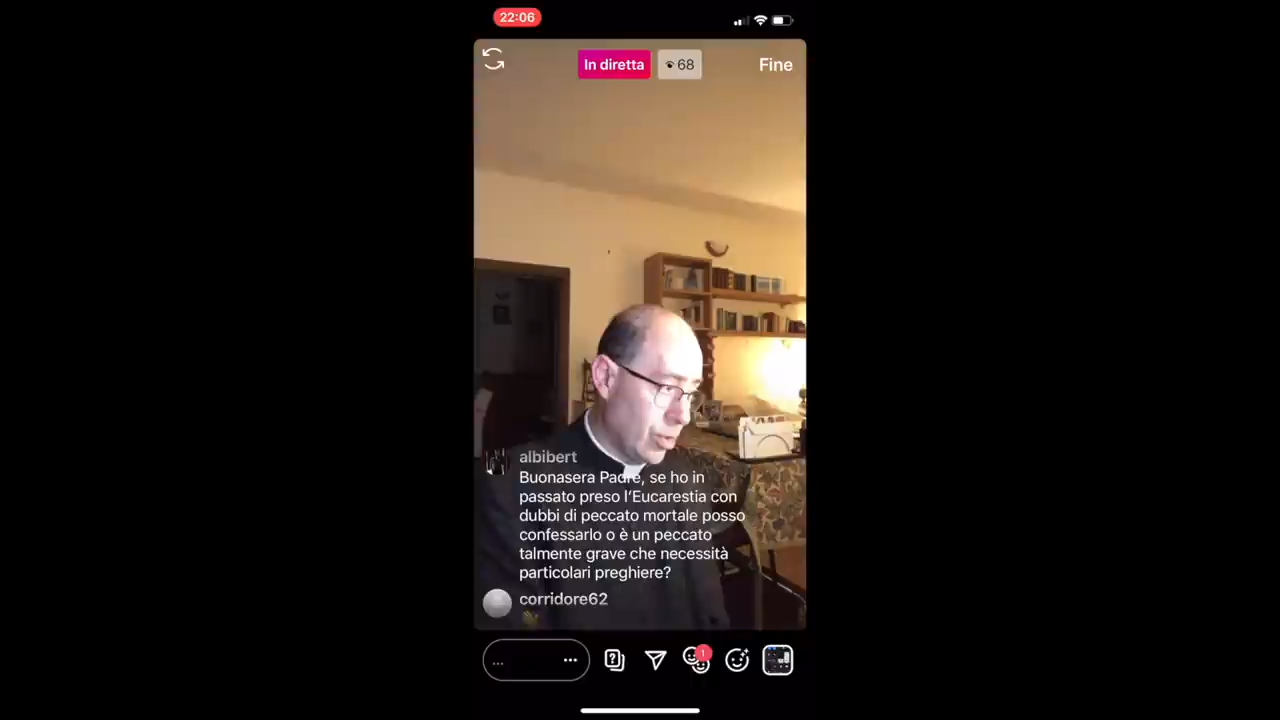 22:06
In diretta
68
Fine
albibert
Buonasera Padre, se ho in
passato preso l'Eucarestia con
dubbi di peccato mortale posso
confessarlo o è un peccato
talmente grave che necessità
particolari preghiere?
corridore62
...
1